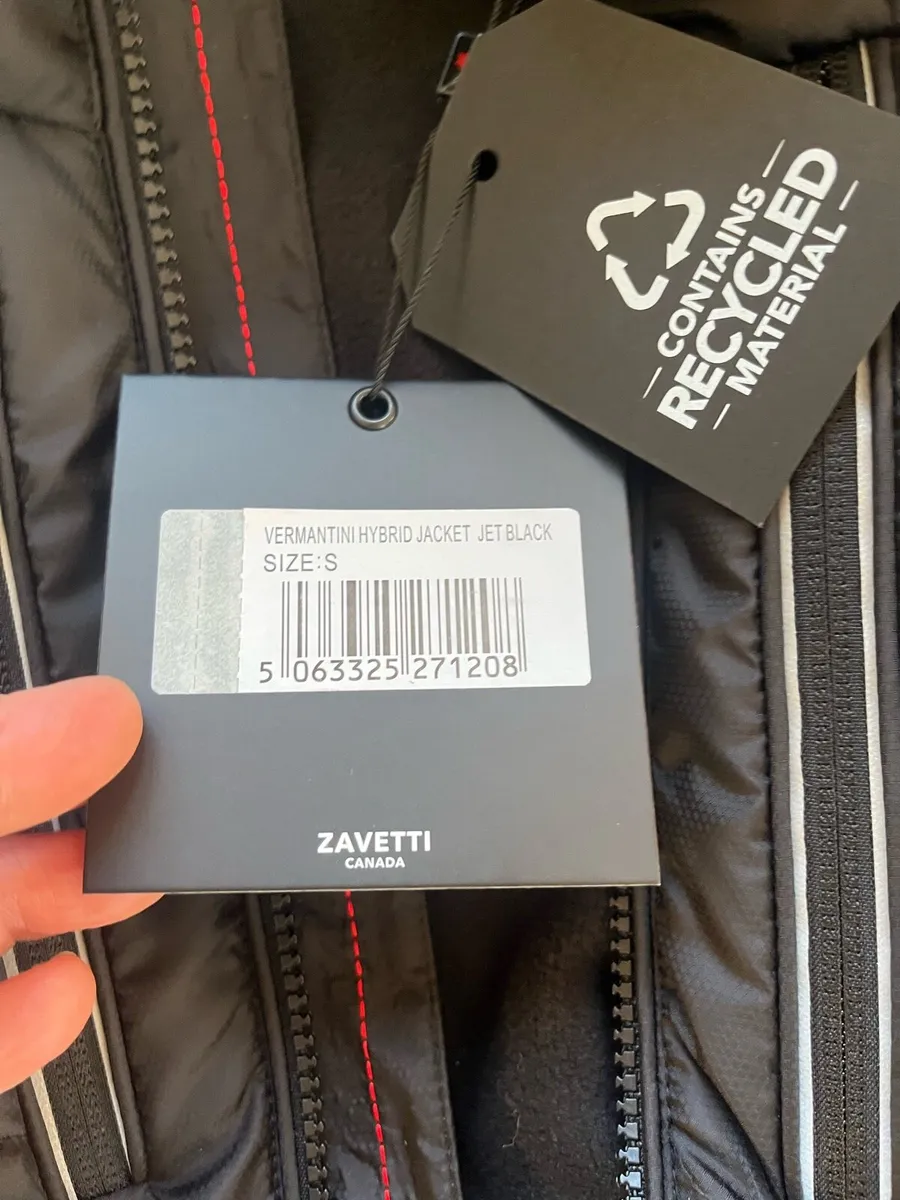 CONTAINS
RECYCLED
MATERIAL
VERMANTINI HYBRID JACKET JET BLACK
SIZE:S
5 063325 271208
ZAVETTI
CANADA